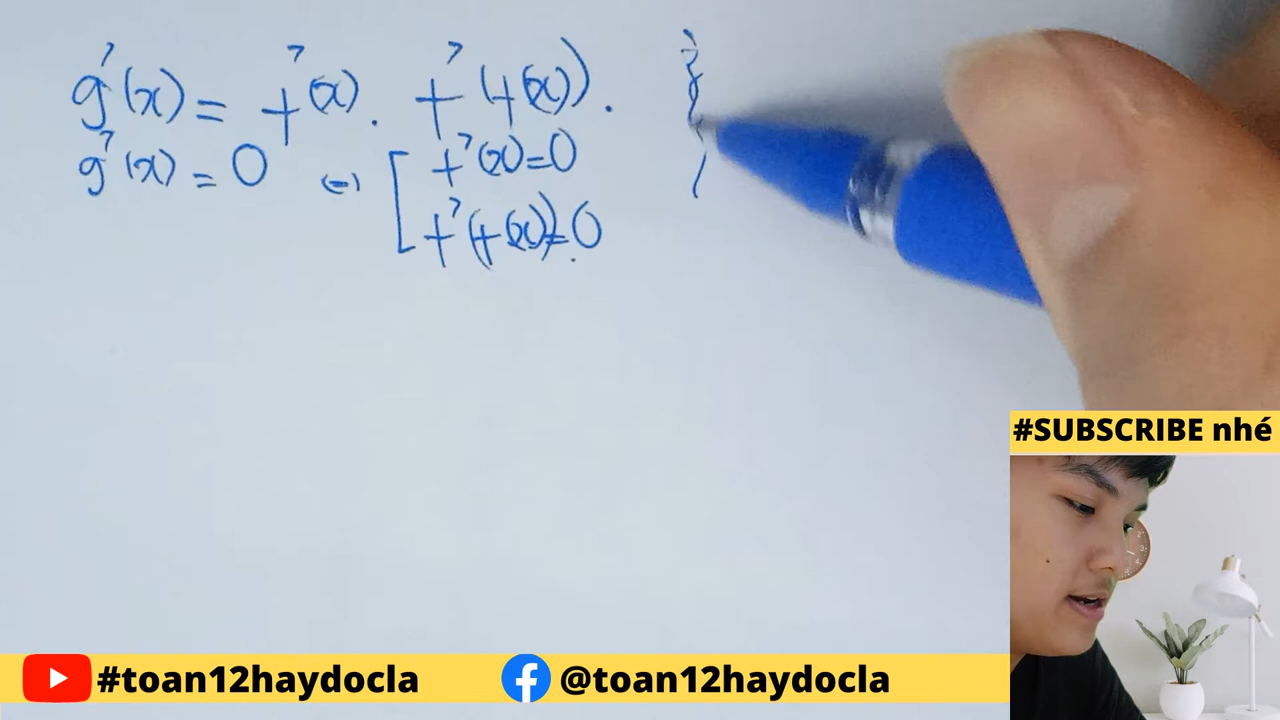 g'(x) = f'(x) . f'(f(x)).
g'(x) = 0 ⇔ [ f'(x)=0
f'(f(x))=0
#SUBSCRIBE nhé
#toan12haydocla
@toan12haydocla